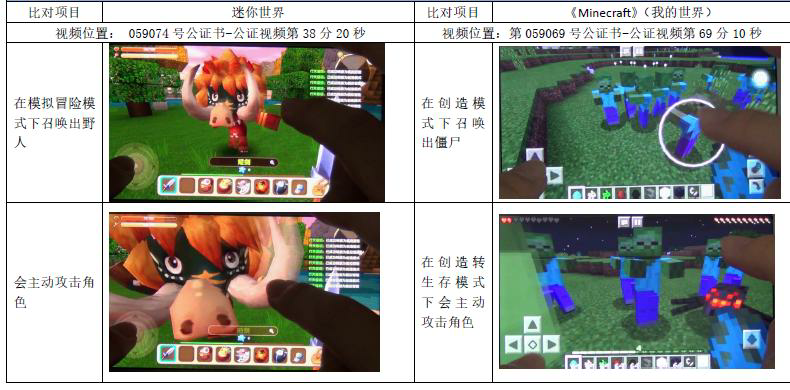 比对项目
迷你世界
比对项目
《Minecraft》（我的世界）
视频位置： 059074 号公证书-公证视频第 38 分 20 秒
视频位置：第 059069 号公证书-公证视频第 69 分 10 秒
在模拟冒险模
式下召唤出野
人
在创造模
式下召唤
出僵尸
会主动攻击角
色
在创造转
生存模式
下会主动
攻击角色